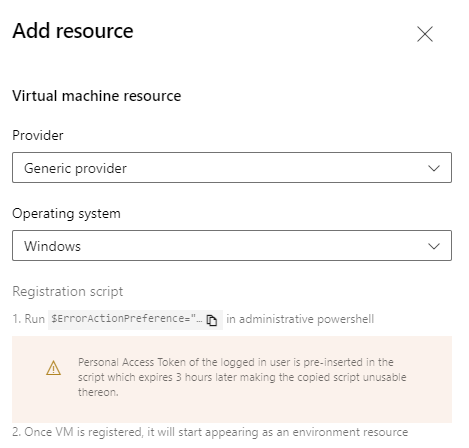 Add resource
Virtual machine resource
Provider
Generic provider
Operating system
Windows
Registration script
1. Run $ErrorActionPreference="... in administrative powershell
Personal Access Token of the logged in user is pre-inserted in the
script which expires 3 hours later making the copied script unusable
thereon.
2. Once VM is registered, it will start appearing as an environment resource